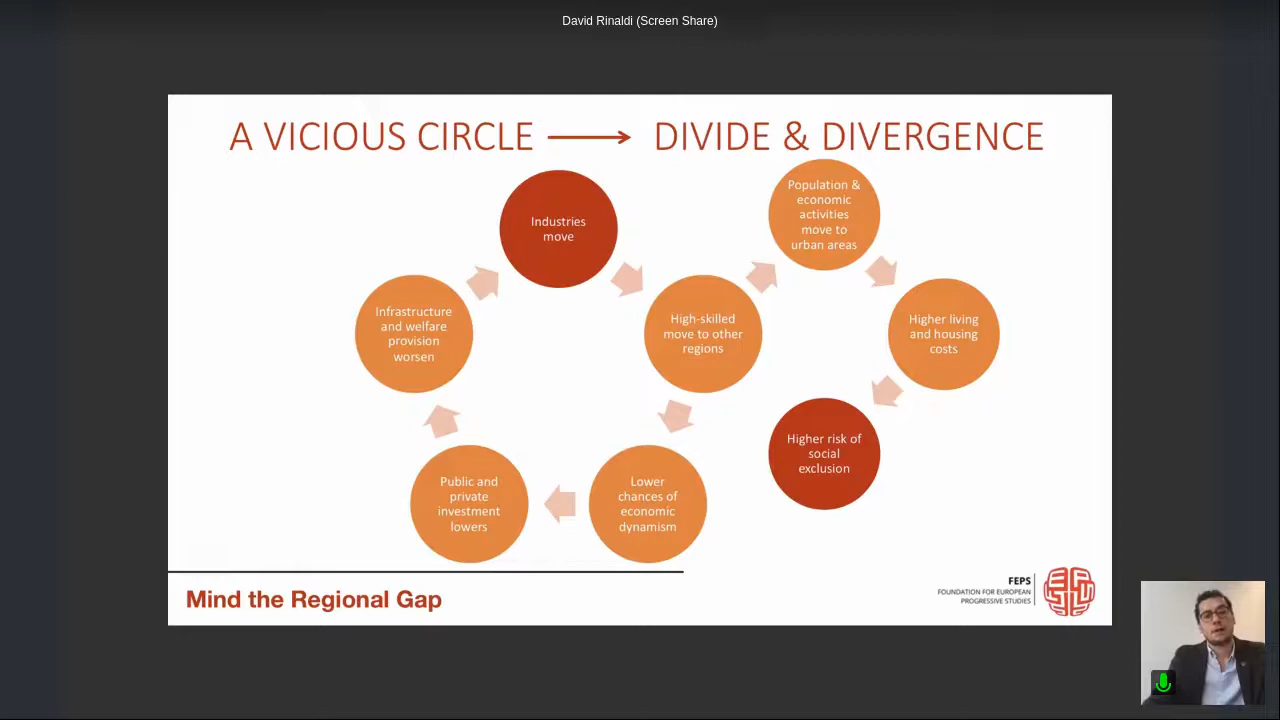 David Rinaldi (Screen Share)
A VICIOUS CIRCLE
DIVIDE & DIVERGENCE
Industries
move
High-skilled
move to other
regions
Lower
chances of
economic
dynamism
Public and
private
investment
lowers
Infrastructure
and welfare
provision
worsen
Population &
economic
activities
move to
urban areas
Higher living
and housing
costs
Higher risk of
social
exclusion
Mind the Regional Gap
FEPS
FOUNDATION FOR EUROPEAN
PROGRESSIVE STUDIES